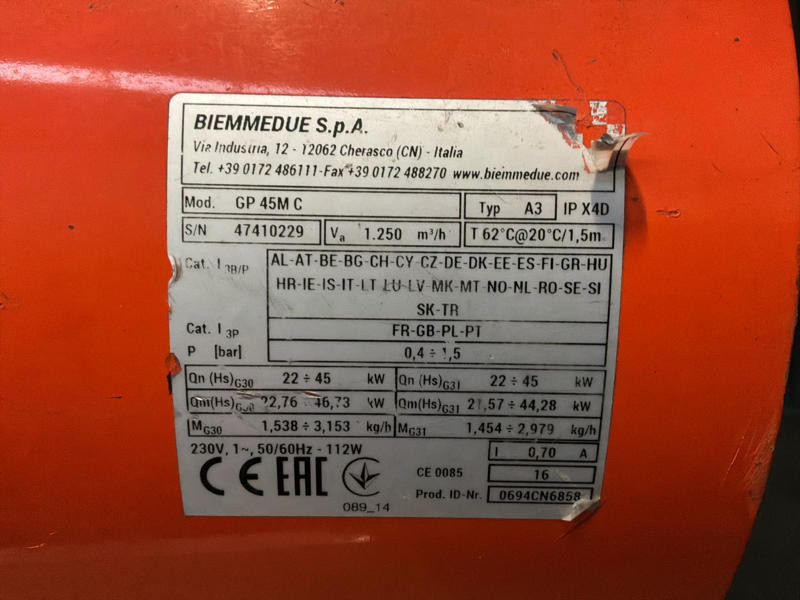 BIEMMEDUE S.p.A.
Via Industria, 12 - 12062 Cherasco (CN) - Italia
Tel. +39 0172 486111-Fax +39 0172 488270 www.biemmedue.com
Mod. GP 45M C Typ A3 IP X4D
S/N 47410229 Va 1.250 m³/h T 62°C@20°C/1,5m
Cat. I 3B/P AL-AT-BE-BG-CH-CY-CZ-DE-DK-EE-ES-FI-GR-HU
HR-IE-IS-IT-LT LU-LV-MK-MT-NO-NL-RO-SE-SI
SK-TR
Cat. I 3P FR-GB-PL-PT
P [bar] 0,4 ÷ 1,5
Qn (Hs)G30 22 ÷ 45 kW Qn (Hs)G31 22 ÷ 45 kW
Qm(Hs)G30 22,76 ÷ 46,73 kW Qm(Hs)G31 21,57 ÷ 44,28 kW
MG30 1,538 ÷ 3,153 kg/h MG31 1,454 ÷ 2,979 kg/h
230V, 1~, 50/60Hz - 112W I 0,70 A
CE EAC CE 0085 16
089_14 Prod. ID-Nr. 0694CN6858